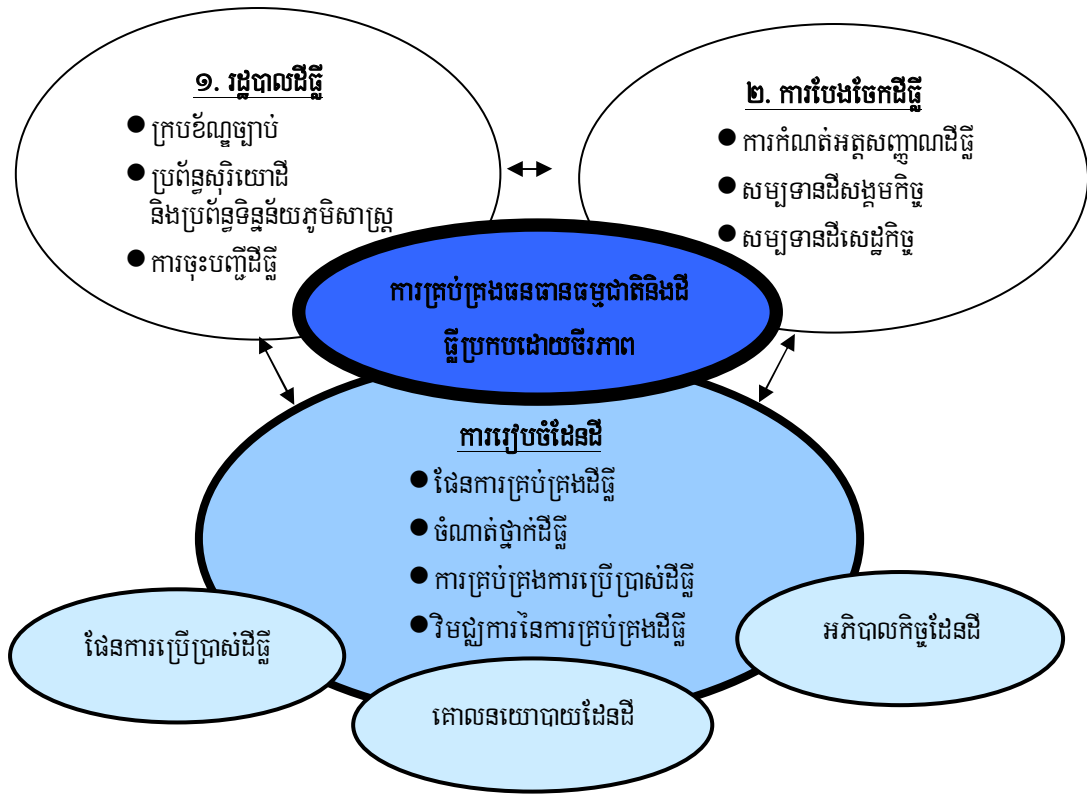 ១. រដ្ឋបាលដីធ្លី
● ក្របខ័ណ្ឌច្បាប់
● ប្រព័ន្ធសុរិយោដី
និងប្រព័ន្ធទិន្នន័យភូមិសាស្ត្រ
● ការចុះបញ្ជីដីធ្លី
២. ការបែងចែកដីធ្លី
● ការកំណត់អត្តសញ្ញាណដីធ្លី
● សម្បទានដីសង្គមកិច្ច
● សម្បទានដីសេដ្ឋកិច្ច
ការគ្រប់គ្រងធនធានធម្មជាតិនិងដី
ធ្លីប្រកបដោយចីរភាព
ការរៀបចំដែនដី
● ផែនការគ្រប់គ្រងដីធ្លី
● ចំណាត់ថ្នាក់ដីធ្លី
● ការគ្រប់គ្រងការប្រើប្រាស់ដីធ្លី
● វិមជ្ឈការនៃការគ្រប់គ្រងដីធ្លី
ផែនការប្រើប្រាស់ដីធ្លី
គោលនយោបាយដែនដី
អភិបាលកិច្ចដែនដី